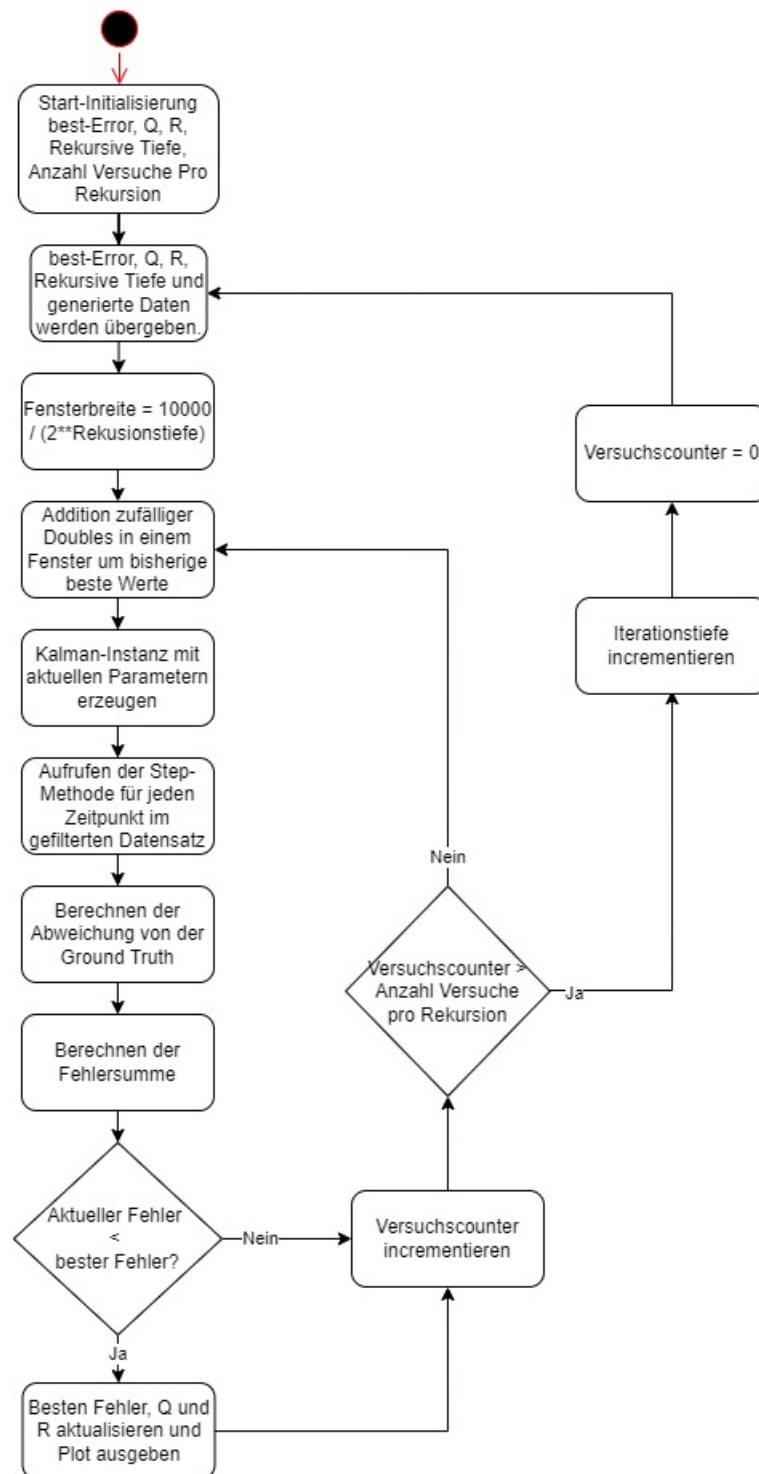 Start-Initialisierung
best-Error, Q, R,
Rekursive Tiefe,
Anzahl Versuche Pro
Rekursion
best-Error, Q, R,
Rekursive Tiefe und
generierte Daten
werden übergeben.
Fensterbreite = 10000
/ (2**Rekusionstiefe)
Addition zufälliger
Doubles in einem
Fenster um bisherige
beste Werte
Kalman-Instanz mit
aktuellen Parametern
erzeugen
Aufrufen der Step-
Methode für jeden
Zeitpunkt im
gefilterten Datensatz
Berechnen der
Abweichung von der
Ground Truth
Berechnen der
Fehlersumme
Aktueller Fehler
<
bester Fehler?
Nein
Ja
Besten Fehler, Q und
R aktualisieren und
Plot ausgeben
Versuchscounter
incrementieren
Versuchscounter >
Anzahl Versuche
pro Rekursion
Nein
Ja
Iterationstiefe
incrementieren
Versuchscounter = 0